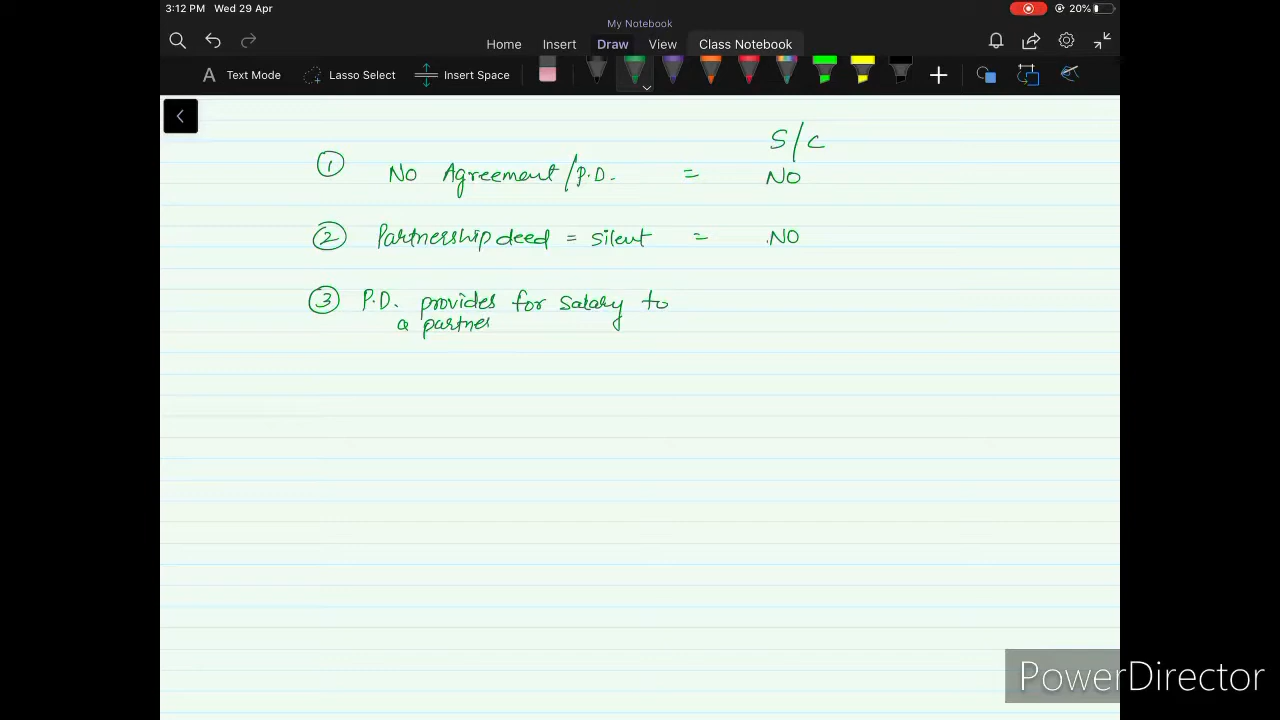 3:12 PM Wed 29 Apr
20%
My Notebook
Home Insert Draw View Class Notebook
A Text Mode Lasso Select Insert Space
S/C
1 No Agreement/P.D. = NO
2 Partnership deed = silent = NO
3 P.D. provides for salary to
a partner
PowerDirector